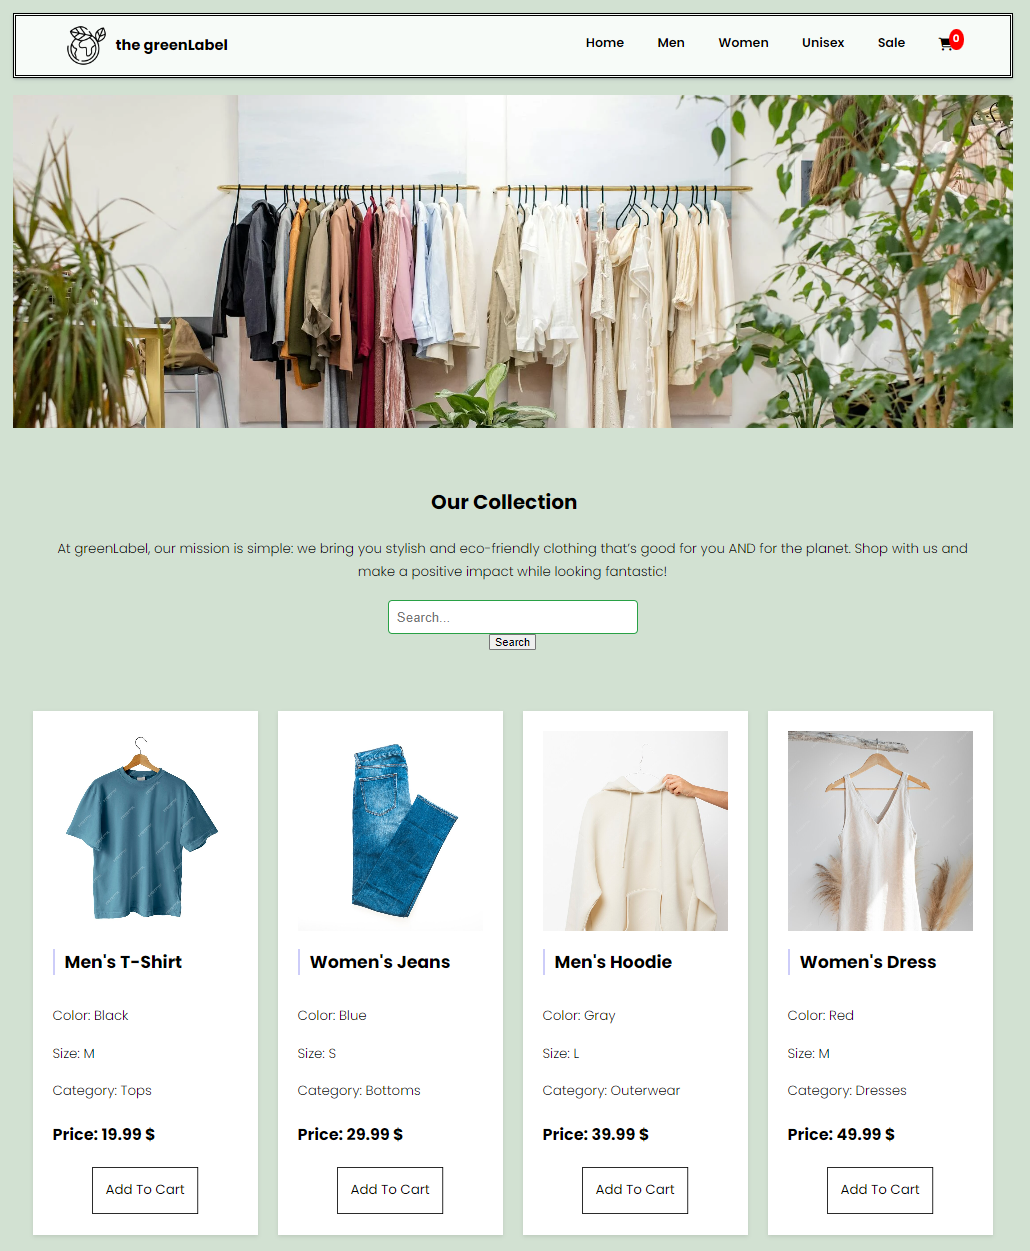 the greenLabel
Home Men Women Unisex Sale 0
Our Collection
At greenLabel, our mission is simple: we bring you stylish and eco-friendly clothing that's good for you AND for the planet. Shop with us and
make a positive impact while looking fantastic!
Search...
Search
Men's T-Shirt
Color: Black
Size: M
Category: Tops
Price: 19.99 $
Add To Cart
Women's Jeans
Color: Blue
Size: S
Category: Bottoms
Price: 29.99 $
Add To Cart
Men's Hoodie
Color: Gray
Size: L
Category: Outerwear
Price: 39.99 $
Add To Cart
Women's Dress
Color: Red
Size: M
Category: Dresses
Price: 49.99 $
Add To Cart